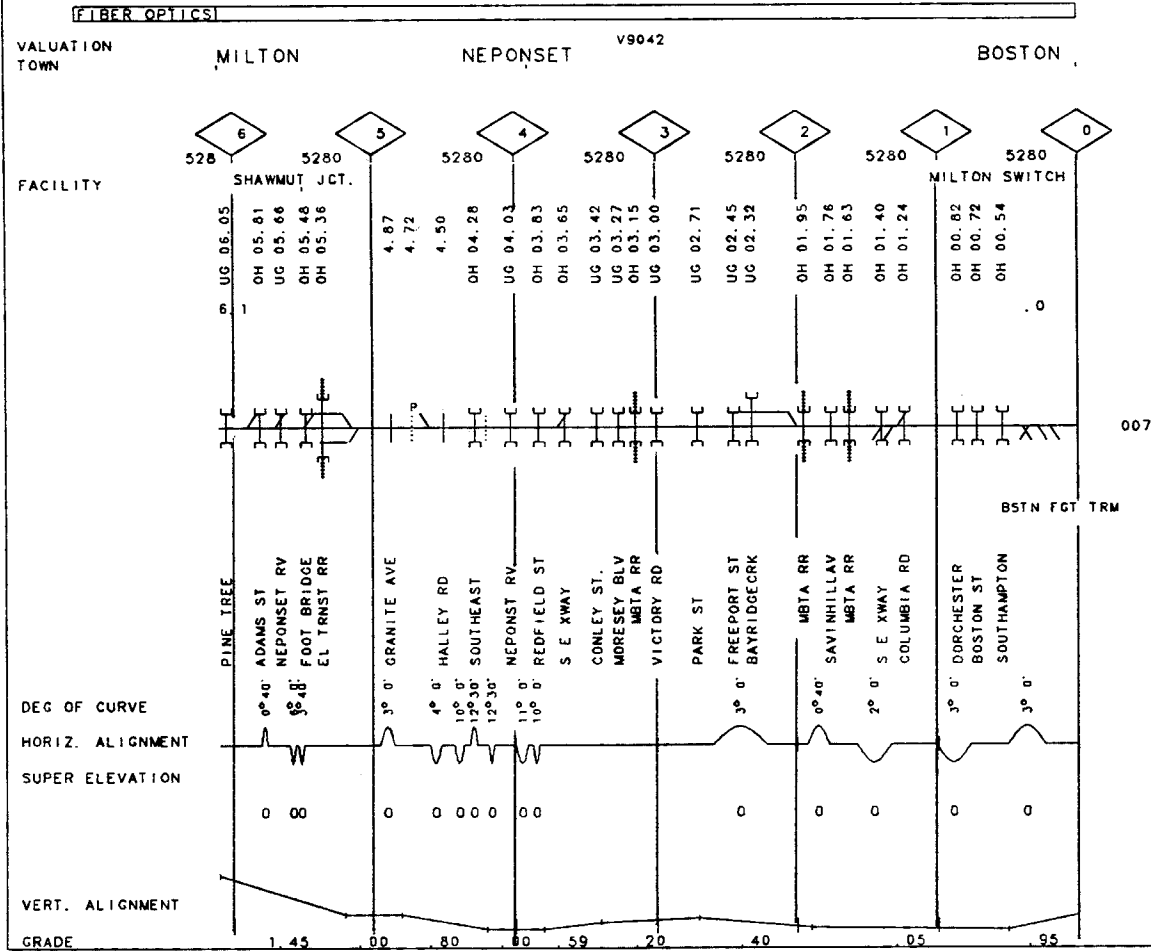 FIBER OPTICS
VALUATION V9042
TOWN MILTON NEPONSET BOSTON
6 5 4 3 2 1 0
528 5280 5280 5280 5280 5280 5280
FACILITY SHAWMUT JCT. MILTON SWITCH
UG 06.05
OH 05.81
UG 05.66
OH 05.48
OH 05.36
4.87
4.72
4.50
OH 04.28
UG 04.03
OH 03.83
OH 03.65
UG 03.42
UG 03.27
OH 03.15
UG 03.00
UG 02.71
UG 02.45
UG 02.32
OH 01.95
OH 01.76
OH 01.63
OH 01.40
OH 01.24
OH 00.82
OH 00.72
OH 00.54
6.1 .0
P
007
BSTN FGT TRM
PINE TREE
ADAMS ST
NEPONSET RV
FOOT BRIDGE
EL TRNST RR
GRANITE AVE
HALLEY RD
SOUTHEAST
NEPONST RV
REDFIELD ST
S E XWAY
CONLEY ST.
MORESEY BLV
MBTA RR
VICTORY RD
PARK ST
FREEPORT ST
BAYRIDGECRK
MBTA RR
SAVINHILLAV
MBTA RR
S E XWAY
COLUMBIA RD
DORCHESTER
BOSTON ST
SOUTHAMPTON
DEG OF CURVE 0° 40' 3° 40' 3° 0' 4° 0' 10° 0' 12° 30' 12° 30' 11° 0' 10° 0' 3° 0' 0° 40' 2° 0' 3° 0' 3° 0'
HORIZ. ALIGNMENT
SUPER ELEVATION
0 00 0 0 0 0 0 0 0 0 0 0 0 0
VERT. ALIGNMENT
GRADE 1.45 .00 .80 .00 .59 .20 .40 .05 .95